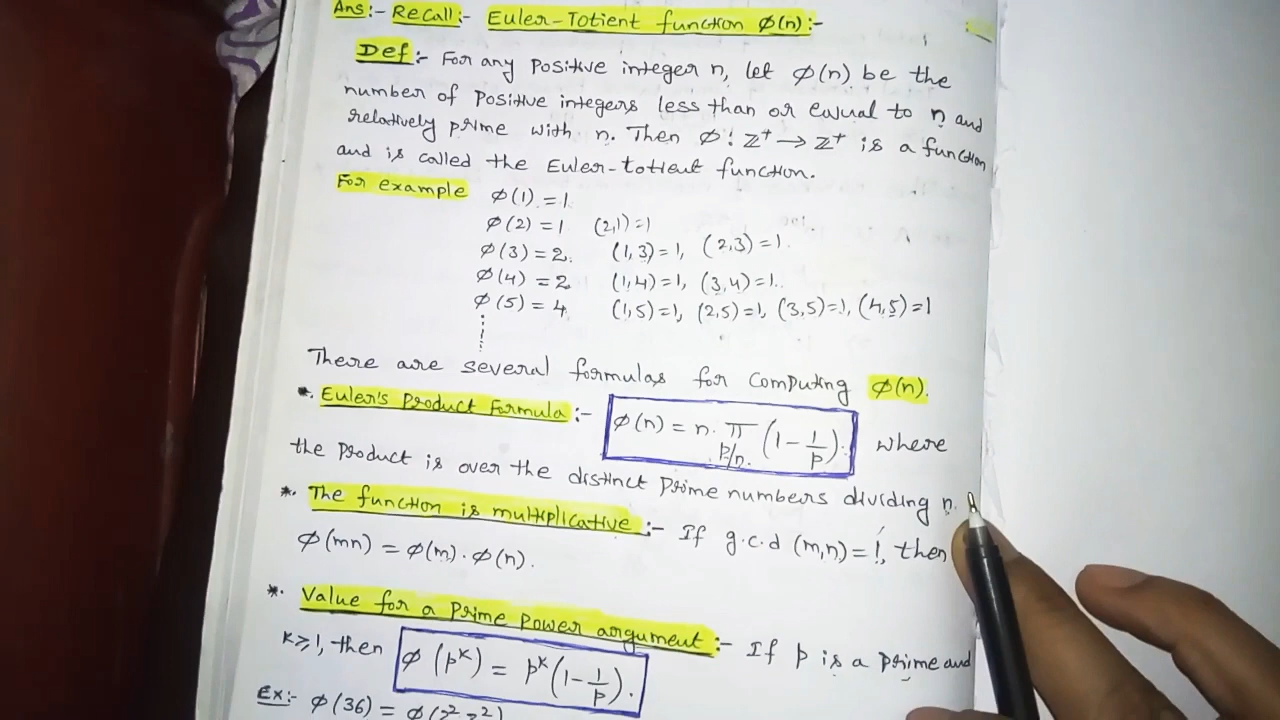 Ans:- Recall:- Euler-Totient function φ(n):-
Def:- For any positive integer n, let φ(n) be the
number of positive integers less than or equal to n and
relatively prime with n. Then φ: Z⁺ → Z⁺ is a function
and is called the Euler-totient function.
For example φ(1) = 1.
φ(2) = 1 (2,1)=1
φ(3) = 2. (1,3)=1, (2,3)=1.
φ(4) = 2 (1,4)=1, (3,4)=1..
φ(5) = 4 (1,5)=1, (2,5)=1, (3,5)=1, (4,5)=1
There are several formulas for computing φ(n).
*. Euler's Product Formula:- φ(n) = n. π p/n. (1 - 1/p). where
the product is over the distinct prime numbers dividing n.
*. The function is multiplicative:- If g.c.d (m,n)=1, then
φ(mn) = φ(m)·φ(n).
*. Value for a prime power argument:- If p is a prime and
k≥1, then φ(p^k) = p^k(1 - 1/p).
Ex:- φ(36) = φ(2².3²)